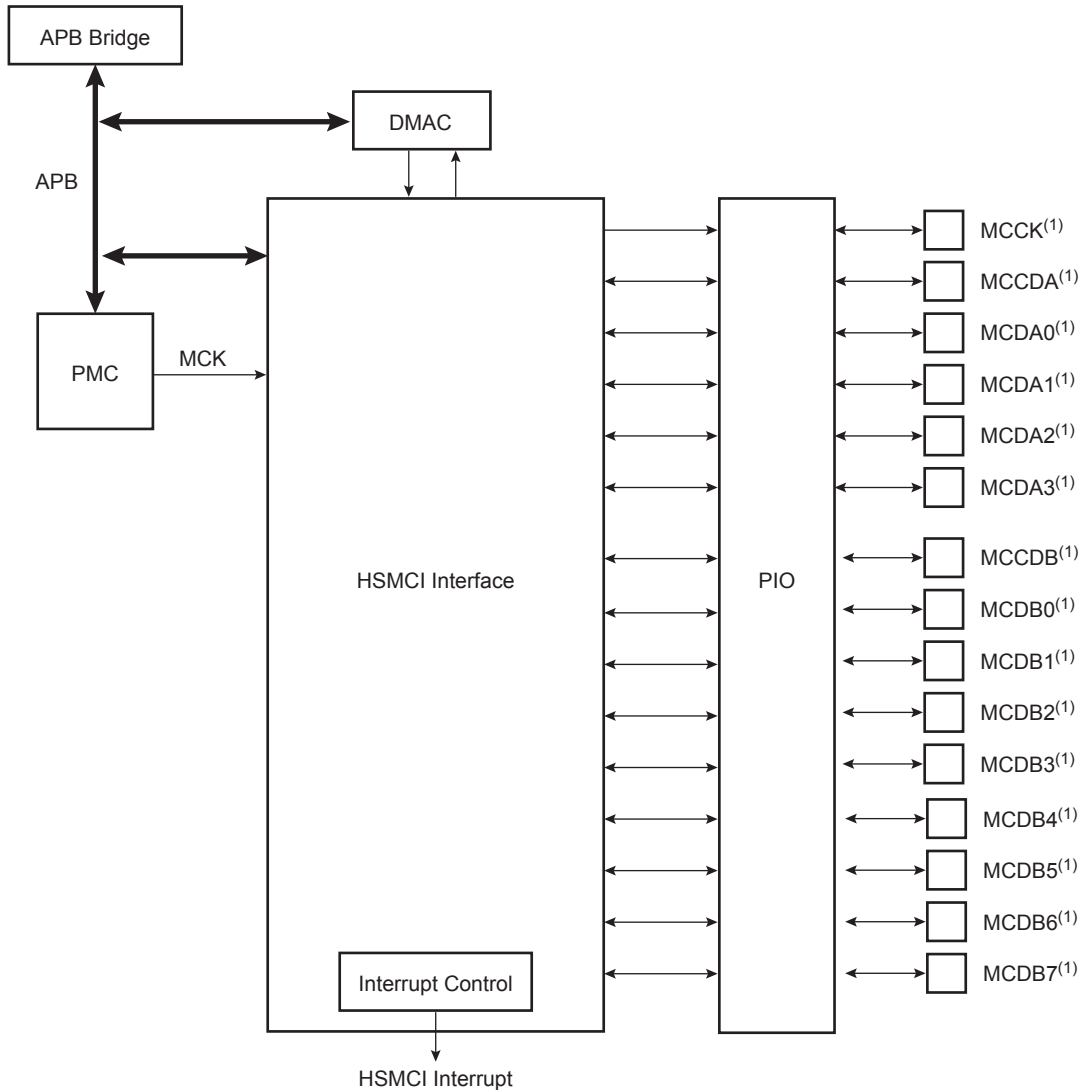 APB Bridge
DMAC
APB
MCCK(1)
MCCDA(1)
MCDA0(1)
MCK
PMC
MCDA1(1)
MCDA2(1)
MCDA3(1)
MCCDB(1)
HSMCI Interface
PIO
MCDB0(1)
MCDB1(1)
MCDB2(1)
MCDB3(1)
MCDB4(1)
MCDB5(1)
MCDB6(1)
Interrupt Control
MCDB7(1)
HSMCI Interrupt